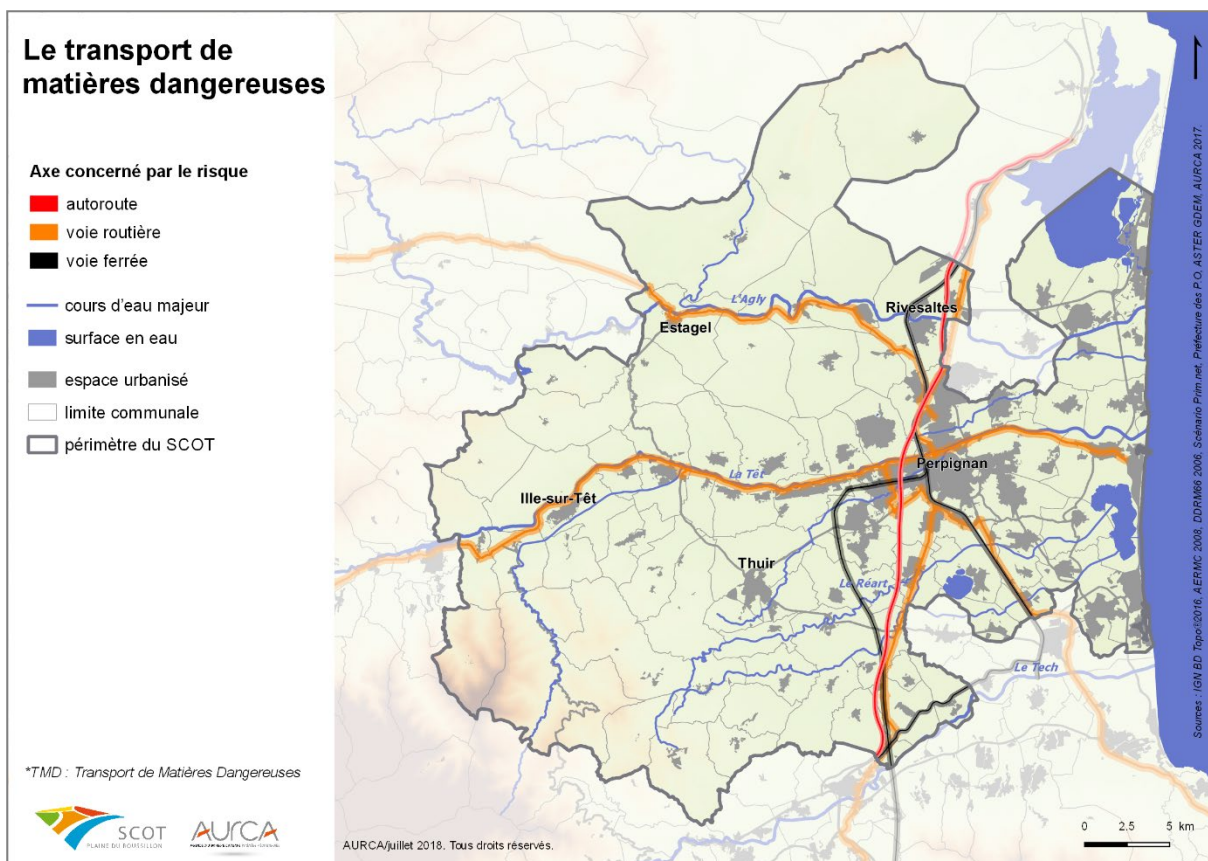 Le transport de
matières dangereuses
Axe concerné par le risque
autoroute
voie routière
voie ferrée
cours d'eau majeur
surface en eau
espace urbanisé
limite communale
périmètre du SCOT
*TMD : Transport de Matières Dangereuses
SCOT
PLAINE DU ROUSSILLON
AURCA
L'Agly
Rivesaltes
Estagel
Perpignan
La Têt
Ille-sur-Têt
Thuir
Le Réart
Le Tech
0 2.5 5 km
AURCA/juillet 2018. Tous droits réservés.
Sources : IGN BD Topo®2016, AERMC 2008, DDRM66 2006, Scénario Prim.net, Préfecture des P.O, ASTER GDEM, AURCA 2017.